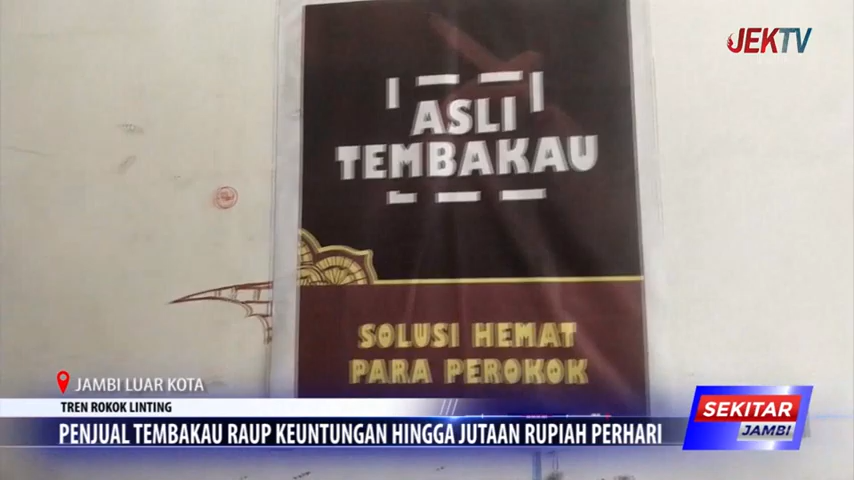 JEKTV
ASLI
TEMBAKAU
SOLUSI HEMAT
PARA PEROKOK
JAMBI LUAR KOTA
TREN ROKOK LINTING
PENJUAL TEMBAKAU RAUP KEUNTUNGAN HINGGA JUTAAN RUPIAH PERHARI
SEKITAR
JAMBI